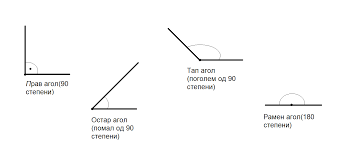 Прав агол(90
степени)
Остар агол
(помал од 90
степени)
Тап агол
(поголем од 90
степени)
Рамен агол(180
степени)